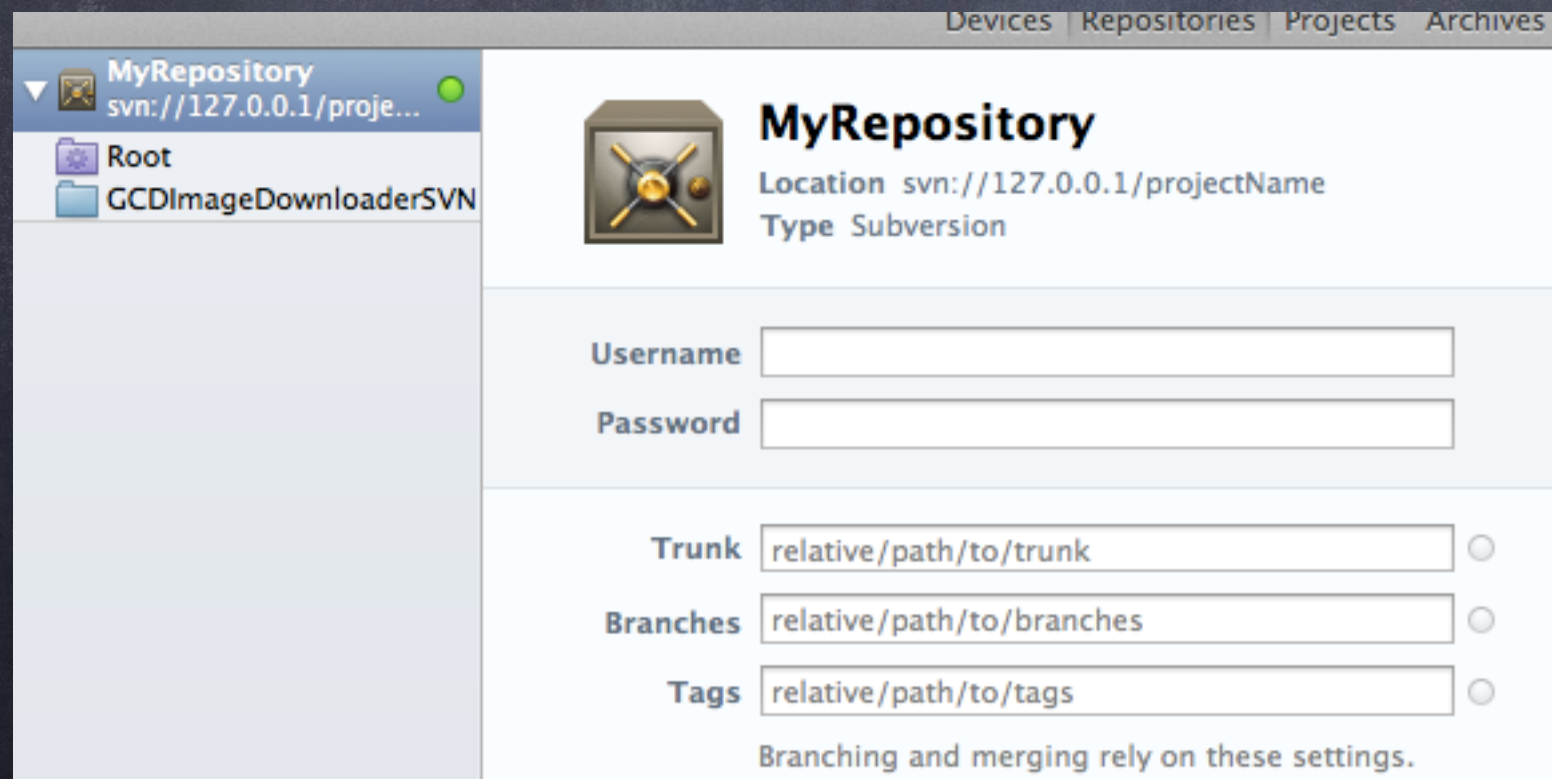 Devices Repositories Projects Archives
MyRepository
svn://127.0.0.1/proje...
Root
GCDImageDownloaderSVN
MyRepository
Location svn://127.0.0.1/projectName
Type Subversion
Username
Password
Trunk relative/path/to/trunk
Branches relative/path/to/branches
Tags relative/path/to/tags
Branching and merging rely on these settings.